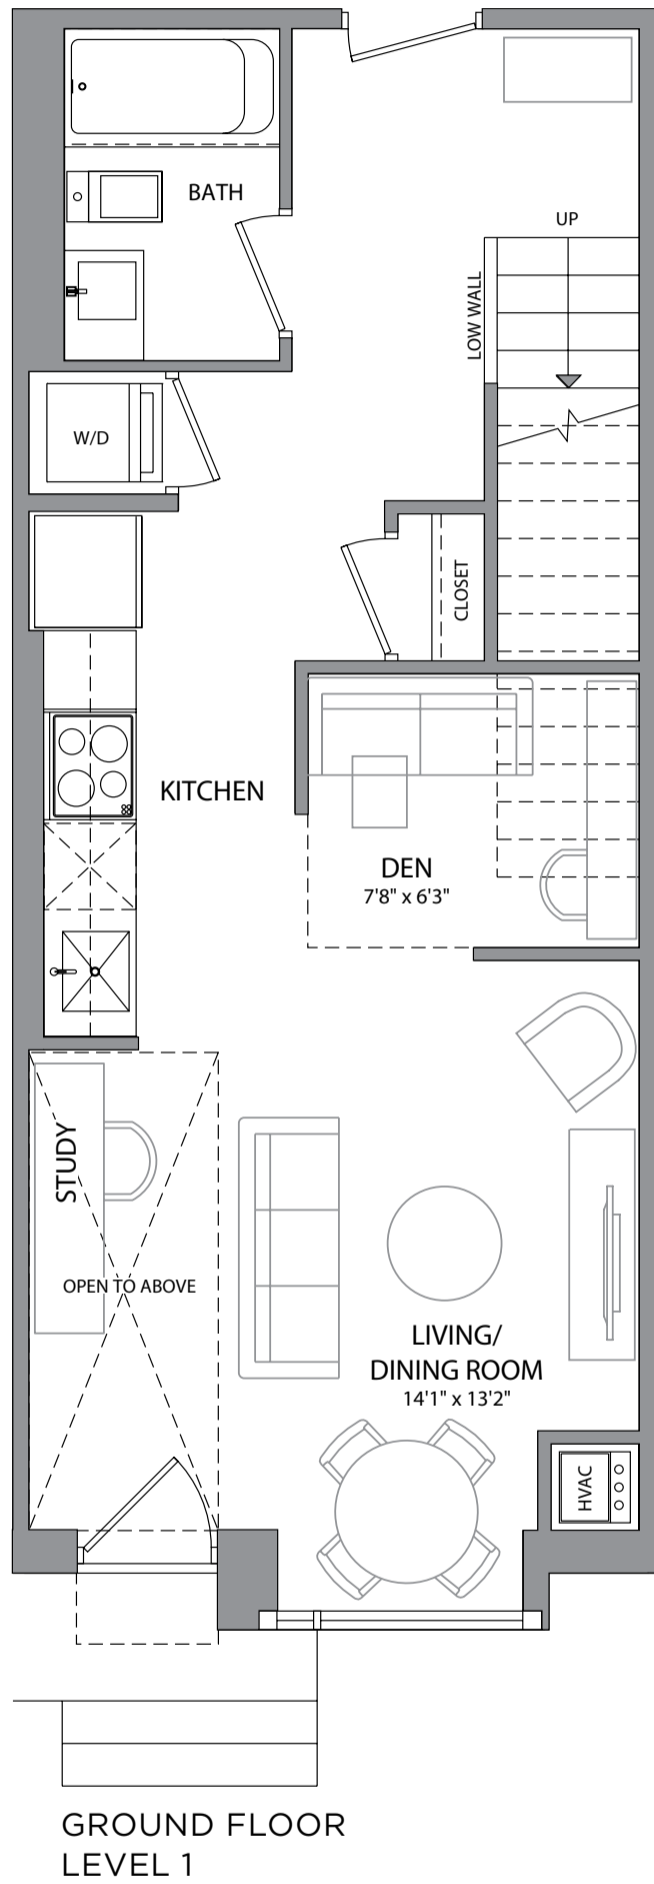 BATH
UP
LOW WALL
W/D
CLOSET
KITCHEN
DEN
7'8" x 6'3"
STUDY
OPEN TO ABOVE
LIVING/
DINING ROOM
14'1" x 13'2"
HVAC
GROUND FLOOR
LEVEL 1